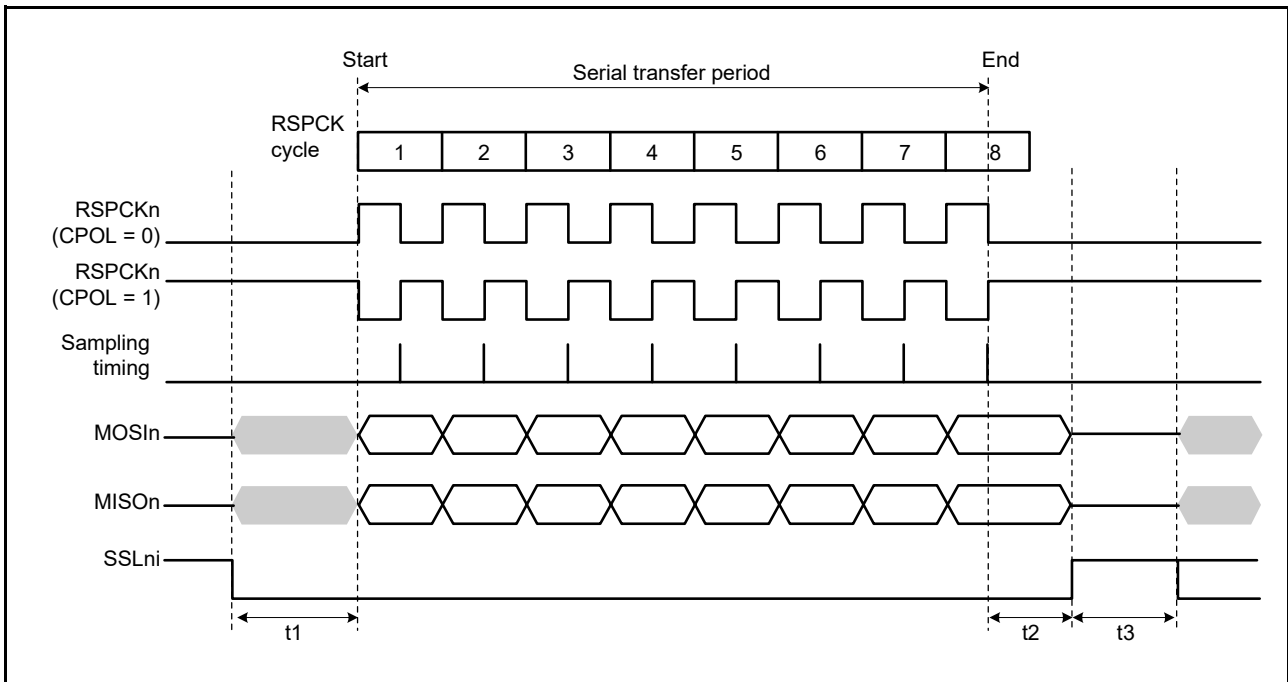 Start
End
Serial transfer period
RSPCK
cycle
1 2 3 4 5 6 7 8
RSPCKn
(CPOL = 0)
RSPCKn
(CPOL = 1)
Sampling
timing
MOSIn
MISOn
SSLni
t1
t2
t3